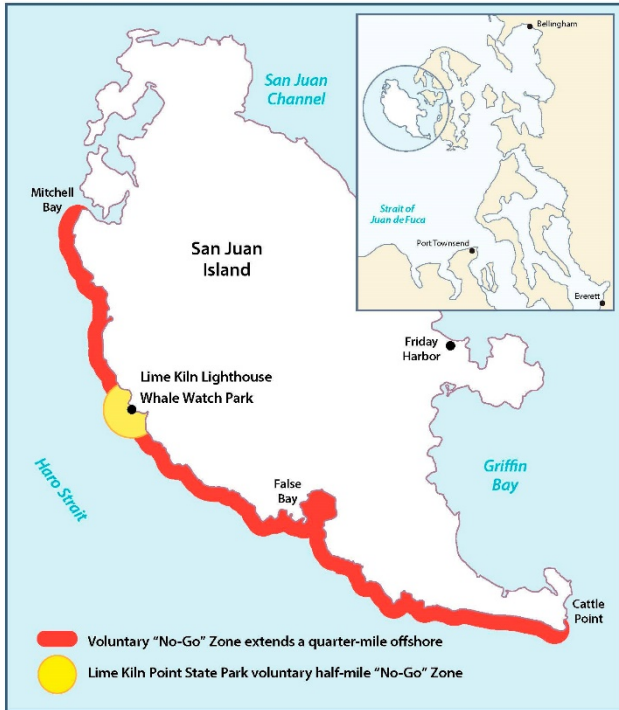 San Juan
Channel
Bellingham
Mitchell
Bay
San Juan
Island
Strait of
Juan de Fuca
Port Townsend
Everett
Friday
Harbor
Lime Kiln Lighthouse
Whale Watch Park
Haro Strait
False
Bay
Griffin
Bay
Cattle
Point
Voluntary “No-Go” Zone extends a quarter-mile offshore
Lime Kiln Point State Park voluntary half-mile “No-Go” Zone